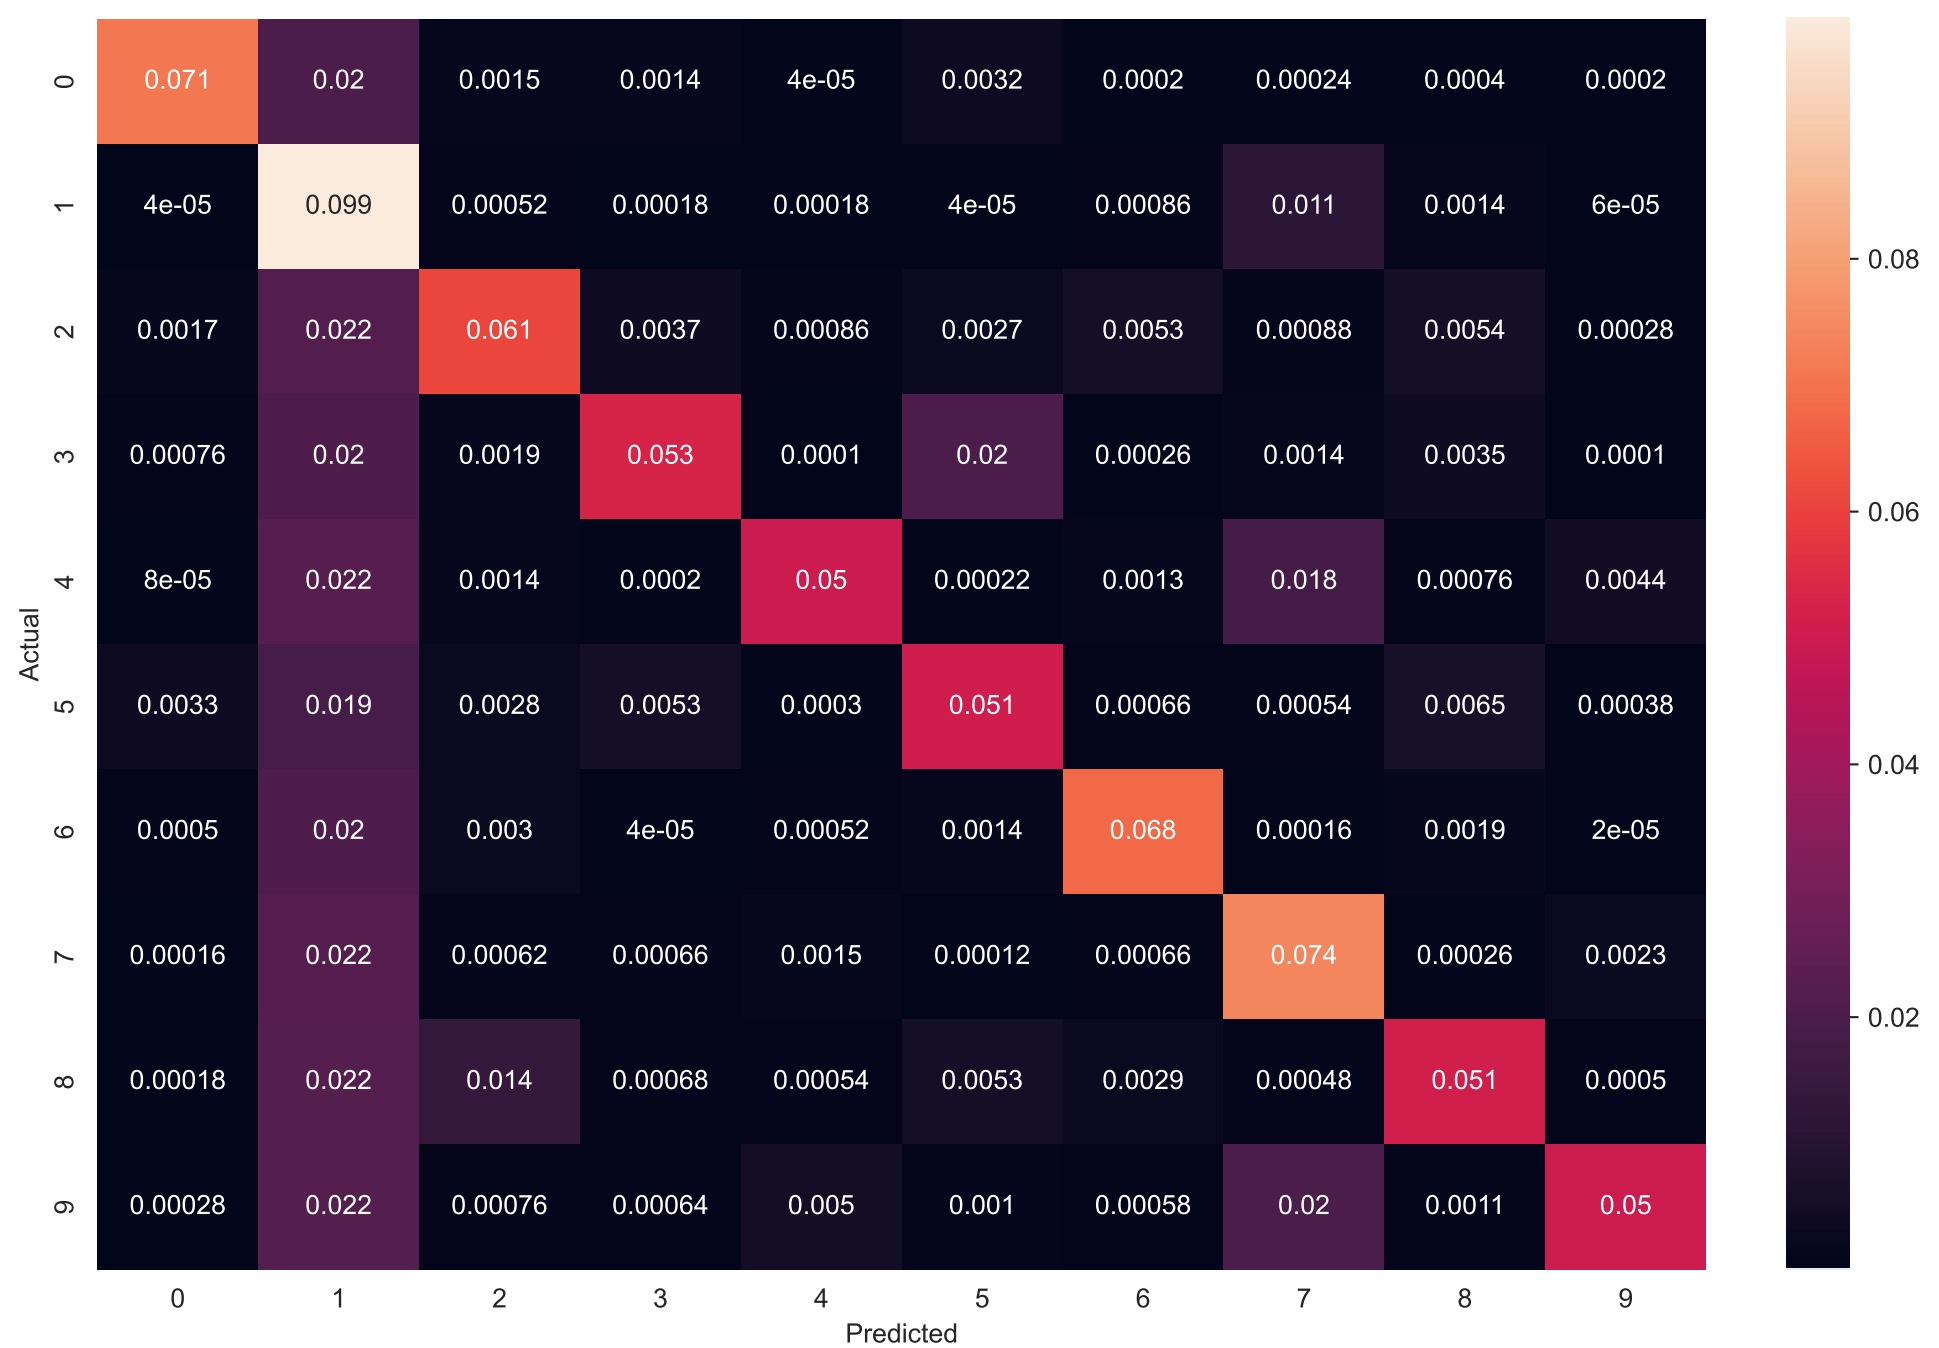 0 0.071 0.02 0.0015 0.0014 4e-05 0.0032 0.0002 0.00024 0.0004 0.0002
1 4e-05 0.099 0.00052 0.00018 0.00018 4e-05 0.00086 0.011 0.0014 6e-05
2 0.0017 0.022 0.061 0.0037 0.00086 0.0027 0.0053 0.00088 0.0054 0.00028
3 0.00076 0.02 0.0019 0.053 0.0001 0.02 0.00026 0.0014 0.0035 0.0001
4 8e-05 0.022 0.0014 0.0002 0.05 0.00022 0.0013 0.018 0.00076 0.0044
5 0.0033 0.019 0.0028 0.0053 0.0003 0.051 0.00066 0.00054 0.0065 0.00038
6 0.0005 0.02 0.003 4e-05 0.00052 0.0014 0.068 0.00016 0.0019 2e-05
7 0.00016 0.022 0.00062 0.00066 0.0015 0.00012 0.00066 0.074 0.00026 0.0023
8 0.00018 0.022 0.014 0.00068 0.00054 0.0053 0.0029 0.00048 0.051 0.0005
9 0.00028 0.022 0.00076 0.00064 0.005 0.001 0.00058 0.02 0.0011 0.05
0 1 2 3 4 5 6 7 8 9
Predicted
Actual
0.08
0.06
0.04
0.02